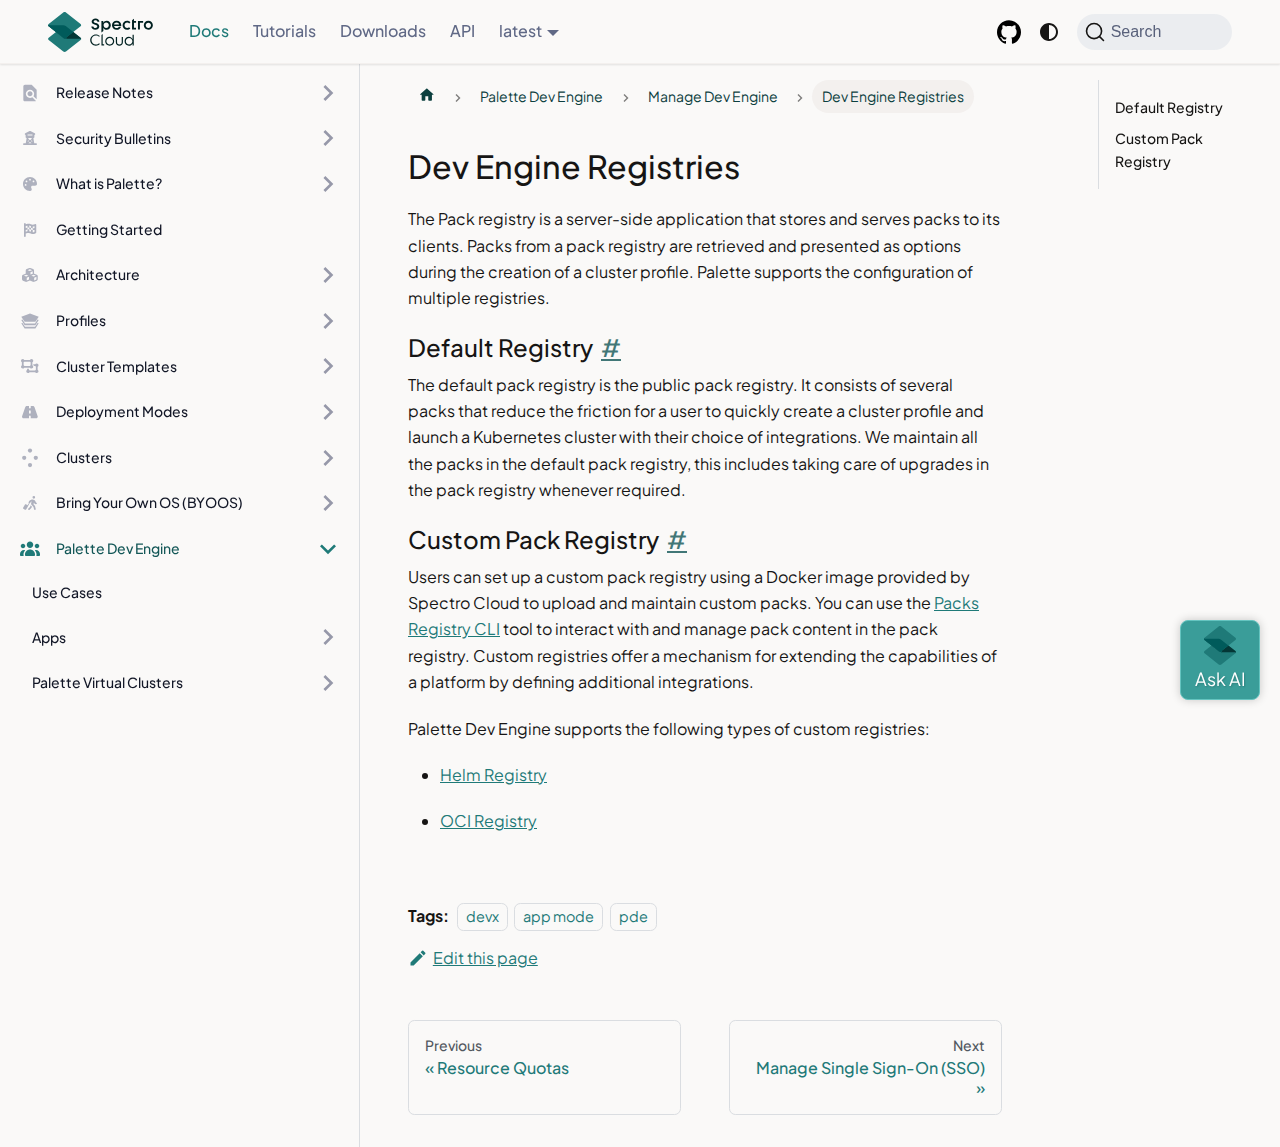 Spectro
Cloud
Docs
Tutorials
Downloads
API
latest
Search
Release Notes
Security Bulletins
What is Palette?
Getting Started
Architecture
Profiles
Cluster Templates
Deployment Modes
Clusters
Bring Your Own OS (BYOOS)
Palette Dev Engine
Use Cases
Apps
Palette Virtual Clusters
Palette Dev Engine
Manage Dev Engine
Dev Engine Registries
Dev Engine Registries
The Pack registry is a server-side application that stores and serves packs to its
clients. Packs from a pack registry are retrieved and presented as options
during the creation of a cluster profile. Palette supports the configuration of
multiple registries.
Default Registry #
The default pack registry is the public pack registry. It consists of several
packs that reduce the friction for a user to quickly create a cluster profile and
launch a Kubernetes cluster with their choice of integrations. We maintain all
the packs in the default pack registry, this includes taking care of upgrades in
the pack registry whenever required.
Custom Pack Registry #
Users can set up a custom pack registry using a Docker image provided by
Spectro Cloud to upload and maintain custom packs. You can use the Packs
Registry CLI tool to interact with and manage pack content in the pack
registry. Custom registries offer a mechanism for extending the capabilities of
a platform by defining additional integrations.
Palette Dev Engine supports the following types of custom registries:
Helm Registry
OCI Registry
Tags: devx app mode pde
Edit this page
Previous
« Resource Quotas
Next
Manage Single Sign-On (SSO)
»
Default Registry
Custom Pack
Registry
Ask AI